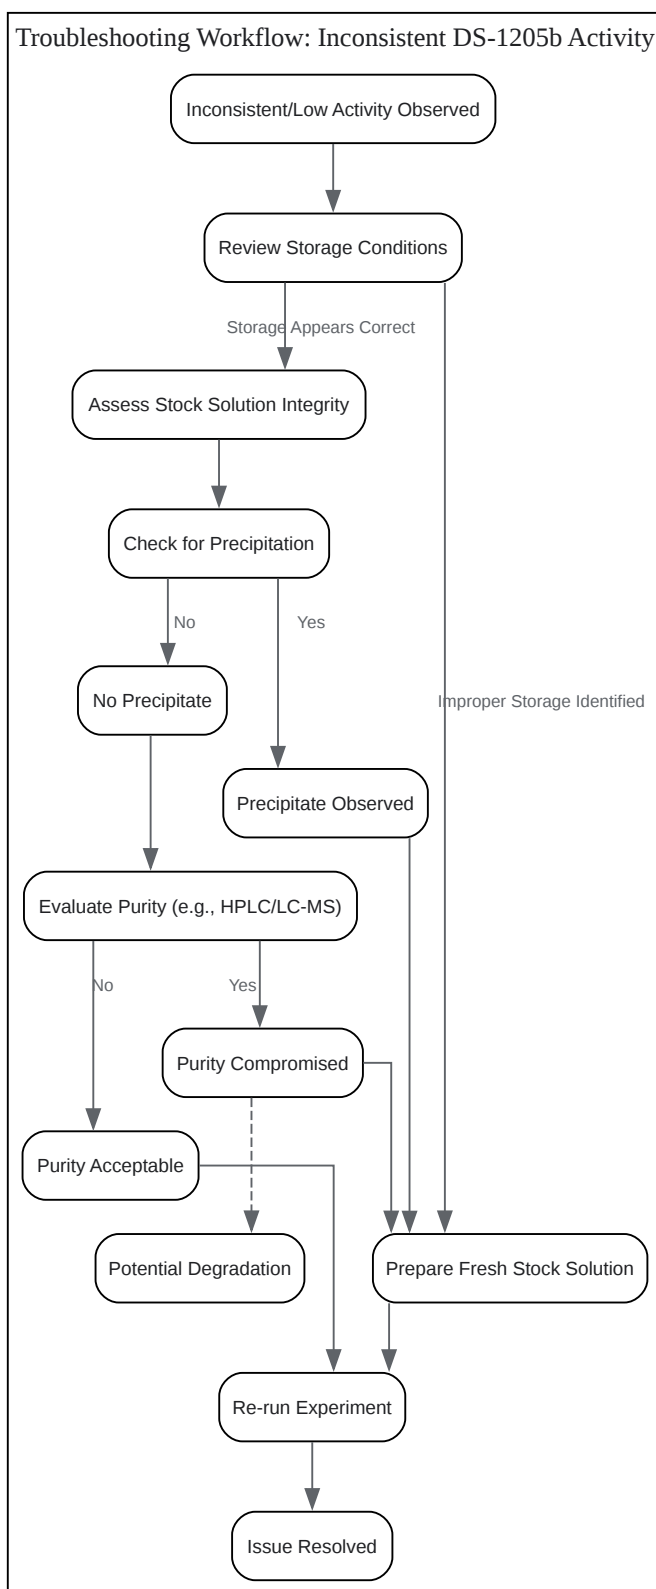 Troubleshooting Workflow: Inconsistent DS-1205b Activity
Inconsistent/Low Activity Observed
Review Storage Conditions
Storage Appears Correct
Assess Stock Solution Integrity
Check for Precipitation
No
Yes
No Precipitate
Improper Storage Identified
Precipitate Observed
Evaluate Purity (e.g., HPLC/LC-MS)
No
Yes
Purity Compromised
Purity Acceptable
Potential Degradation
Prepare Fresh Stock Solution
Re-run Experiment
Issue Resolved